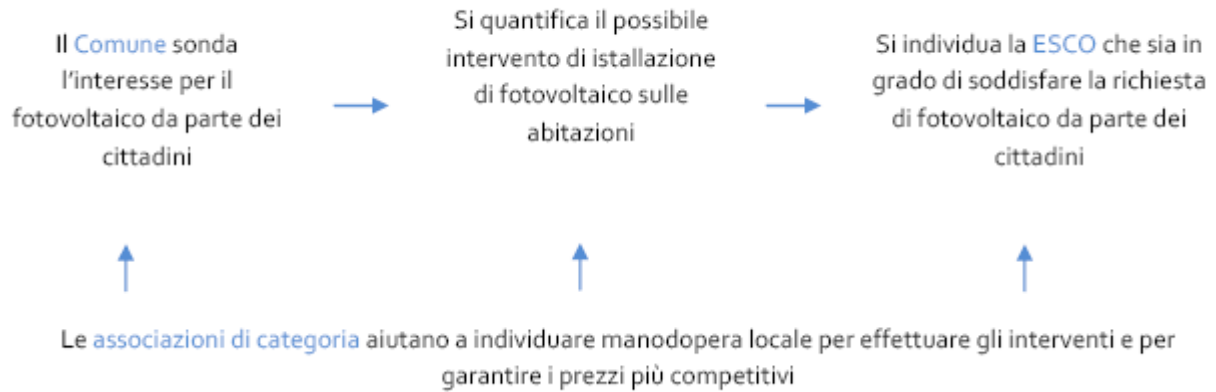 Il Comune sonda
l'interesse per il
fotovoltaico da parte dei
cittadini
Si quantifica il possibile
intervento di istallazione
di fotovoltaico sulle
abitazioni
Si individua la ESCO che sia in
grado di soddisfare la richiesta
di fotovoltaico da parte dei
cittadini
Le associazioni di categoria aiutano a individuare manodopera locale per effettuare gli interventi e per
garantire i prezzi più competitivi